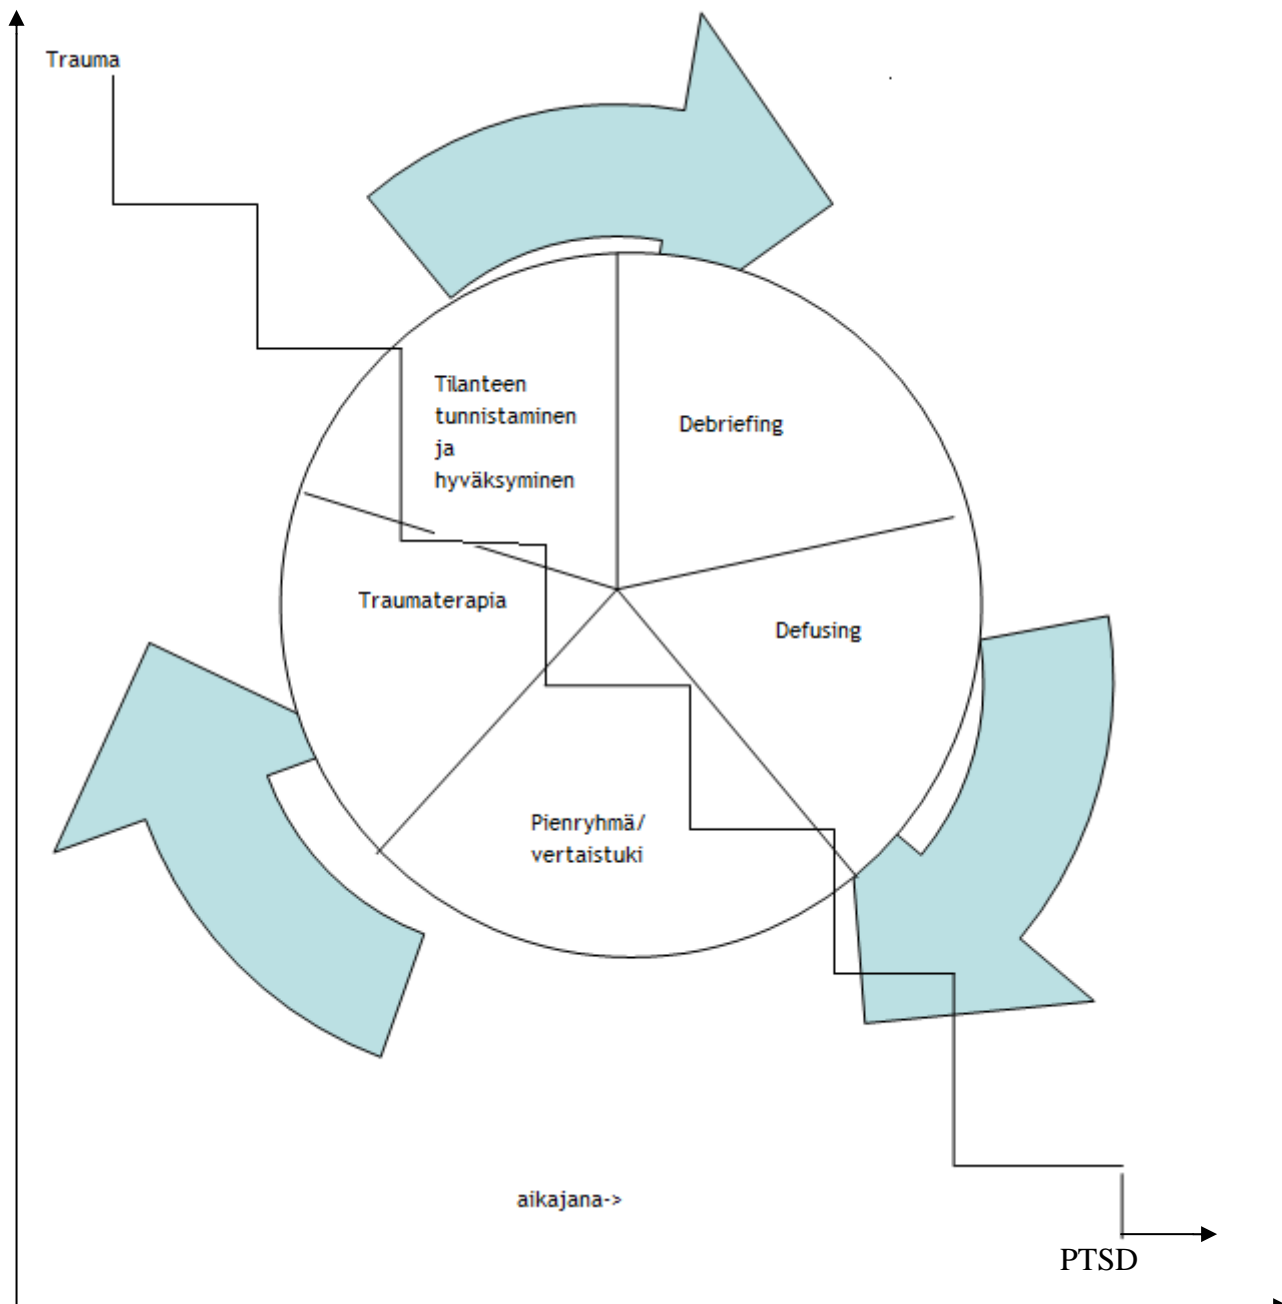 Trauma
Tilanteen
tunnistaminen
ja
hyväksyminen
Debriefing
Traumaterapia
Defusing
Pienryhmä/
vertaistuki
aikajana->
PTSD